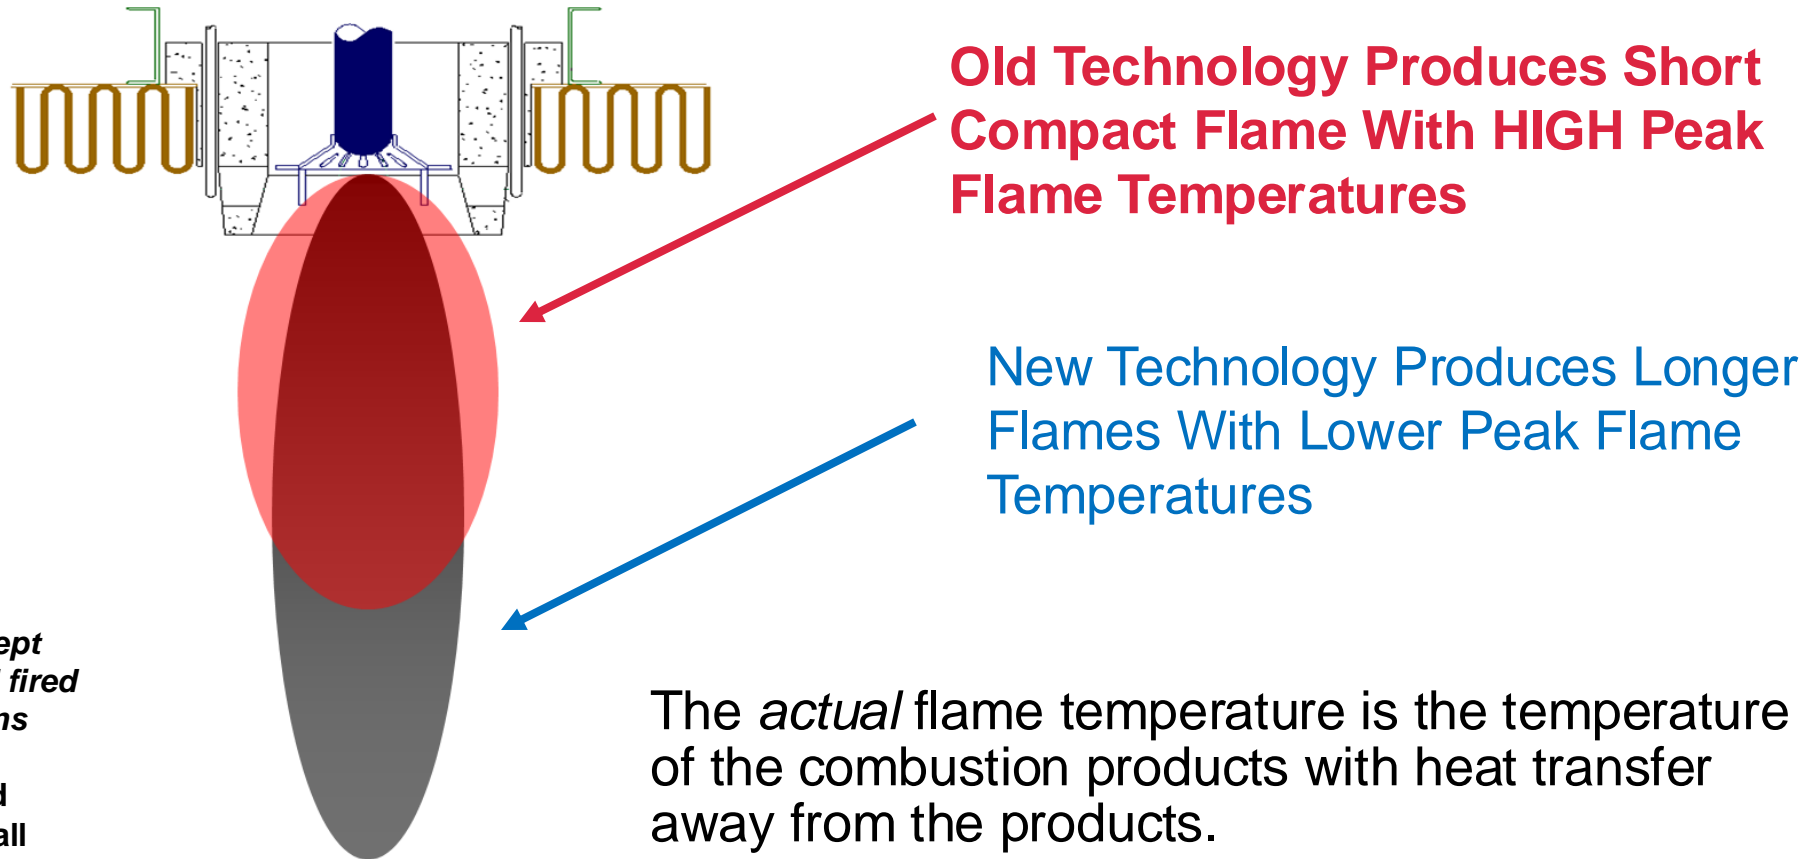 Old Technology Produces Short
Compact Flame With HIGH Peak
Flame Temperatures
New Technology Produces Longer
Flames With Lower Peak Flame
Temperatures
fired
all
The actual flame temperature is the temperature
of the combustion products with heat transfer
away from the products.